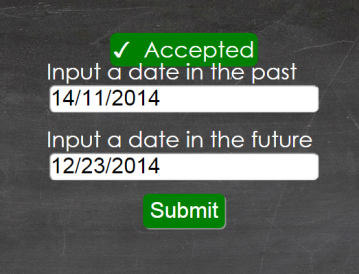 ✓ Accepted
Input a date in the past
14/11/2014
Input a date in the future
12/23/2014
Submit